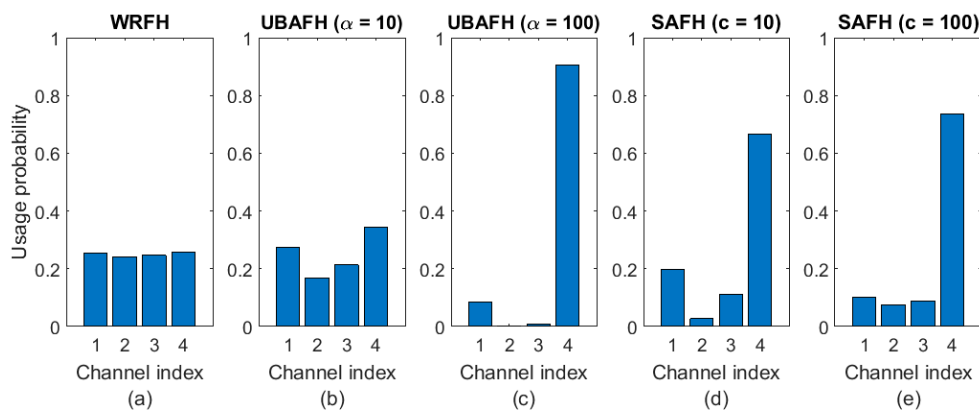 WRFH
UBAFH (α = 10)
UBAFH (α = 100)
SAFH (c = 10)
SAFH (c = 100)
Usage probability
1
0.8
0.6
0.4
0.2
0
1 2 3 4
Channel index
(a)
1
0.8
0.6
0.4
0.2
0
1 2 3 4
Channel index
(b)
1
0.8
0.6
0.4
0.2
0
1 2 3 4
Channel index
(c)
1
0.8
0.6
0.4
0.2
0
1 2 3 4
Channel index
(d)
1
0.8
0.6
0.4
0.2
0
1 2 3 4
Channel index
(e)